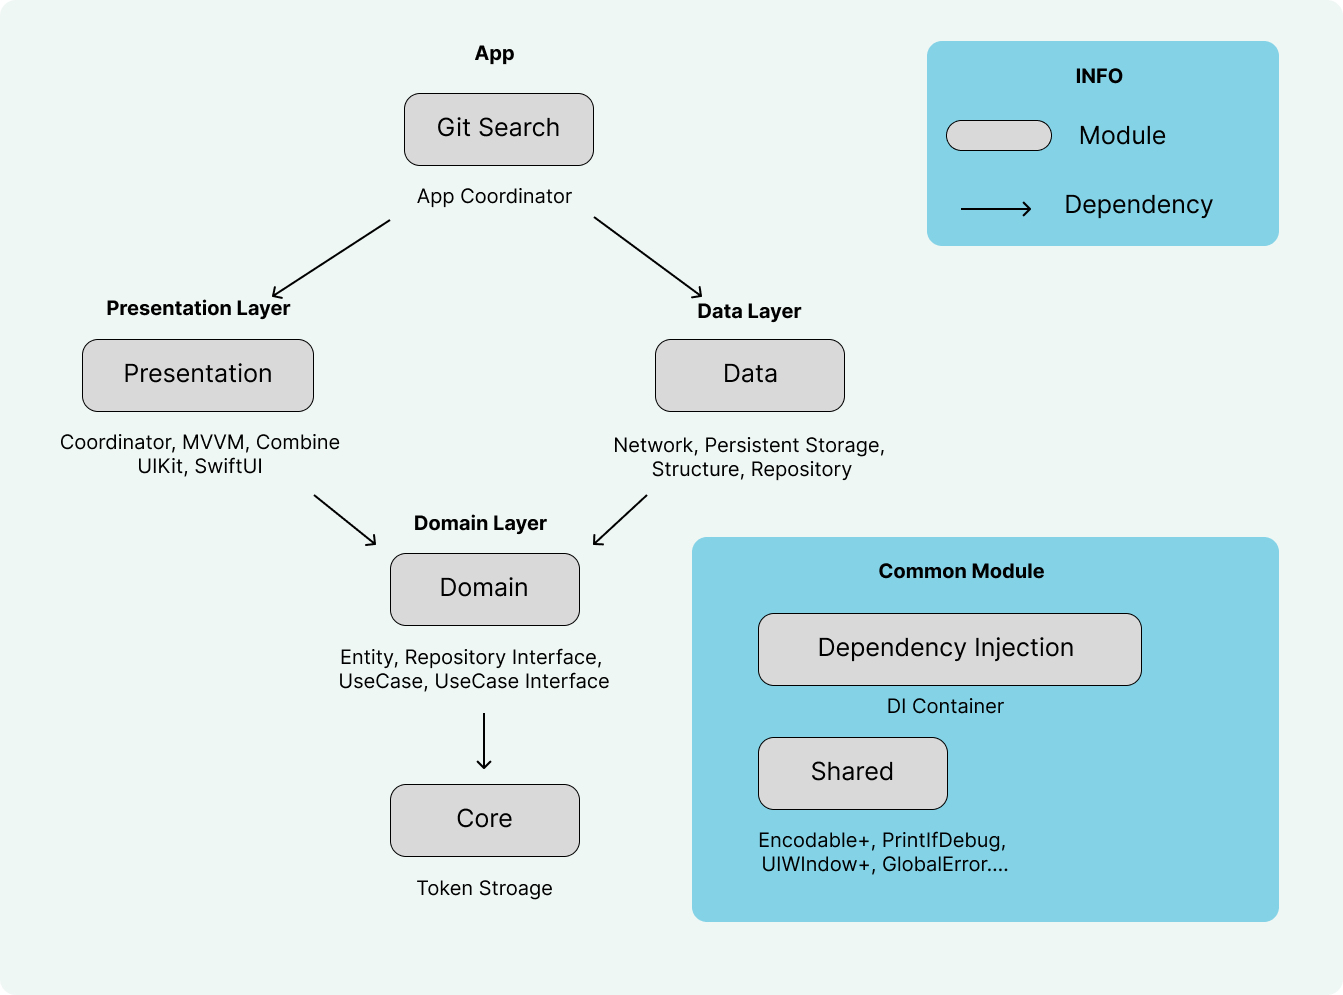 App
Git Search
App Coordinator
INFO
Module
Dependency
Presentation Layer
Presentation
Coordinator, MVVM, Combine
UIKit, SwiftUI
Data Layer
Data
Network, Persistent Storage,
Structure, Repository
Domain Layer
Domain
Entity, Repository Interface,
UseCase, UseCase Interface
Core
Token Stroage
Common Module
Dependency Injection
DI Container
Shared
Encodable+, PrintIfDebug,
UIWIndow+, GlobalError....